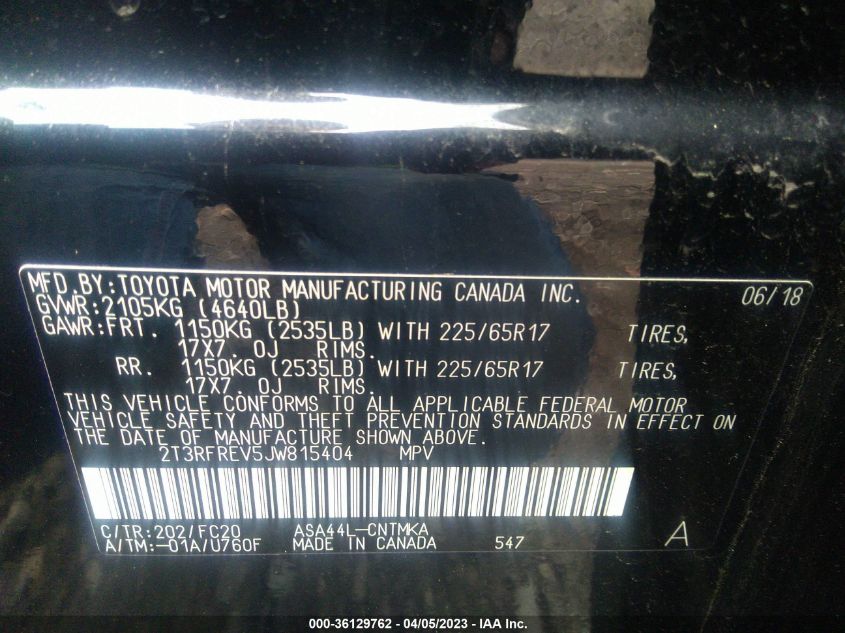 MFD.BY:TOYOTA MOTOR MANUFACTURING CANADA INC. 06/18
GVWR:2105KG (4640LB)
GAWR:FRT. 1150KG (2535LB) WITH 225/65R17 TIRES,
17X7.0J RIMS.
RR. 1150KG (2535LB) WITH 225/65R17 TIRES,
17X7.0J RIMS.
THIS VEHICLE CONFORMS TO ALL APPLICABLE FEDERAL MOTOR
VEHICLE SAFETY AND THEFT PREVENTION STANDARDS IN EFFECT ON
THE DATE OF MANUFACTURE SHOWN ABOVE.
2T3RFREV5JW815404 MPV
C/TR:202/FC20 ASA44L-CNTMKA
A/TM:-01A/U760F MADE IN CANADA 547 A
000-36129762 - 04/05/2023 - IAA Inc.